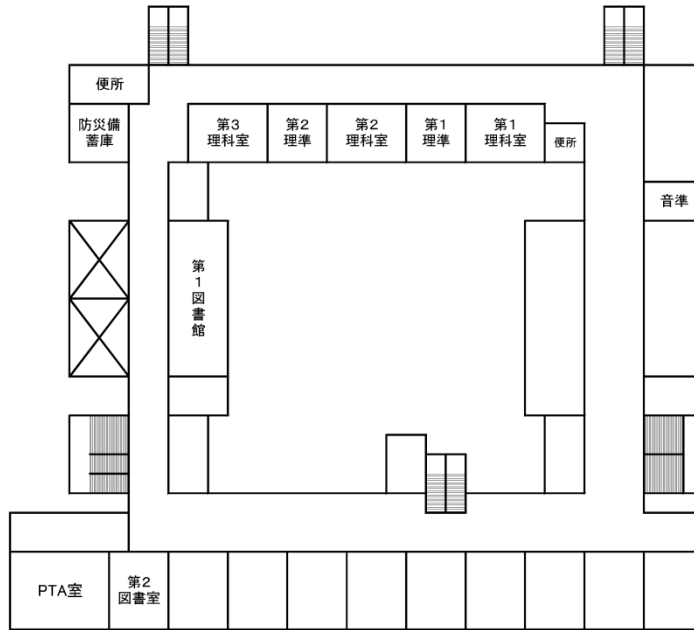 便所
防災備
蓄庫
第3
理科室
第2
理準
第2
理科室
第1
理準
第1
理科室
便所
音準
第1図書館
PTA室
第2
図書室